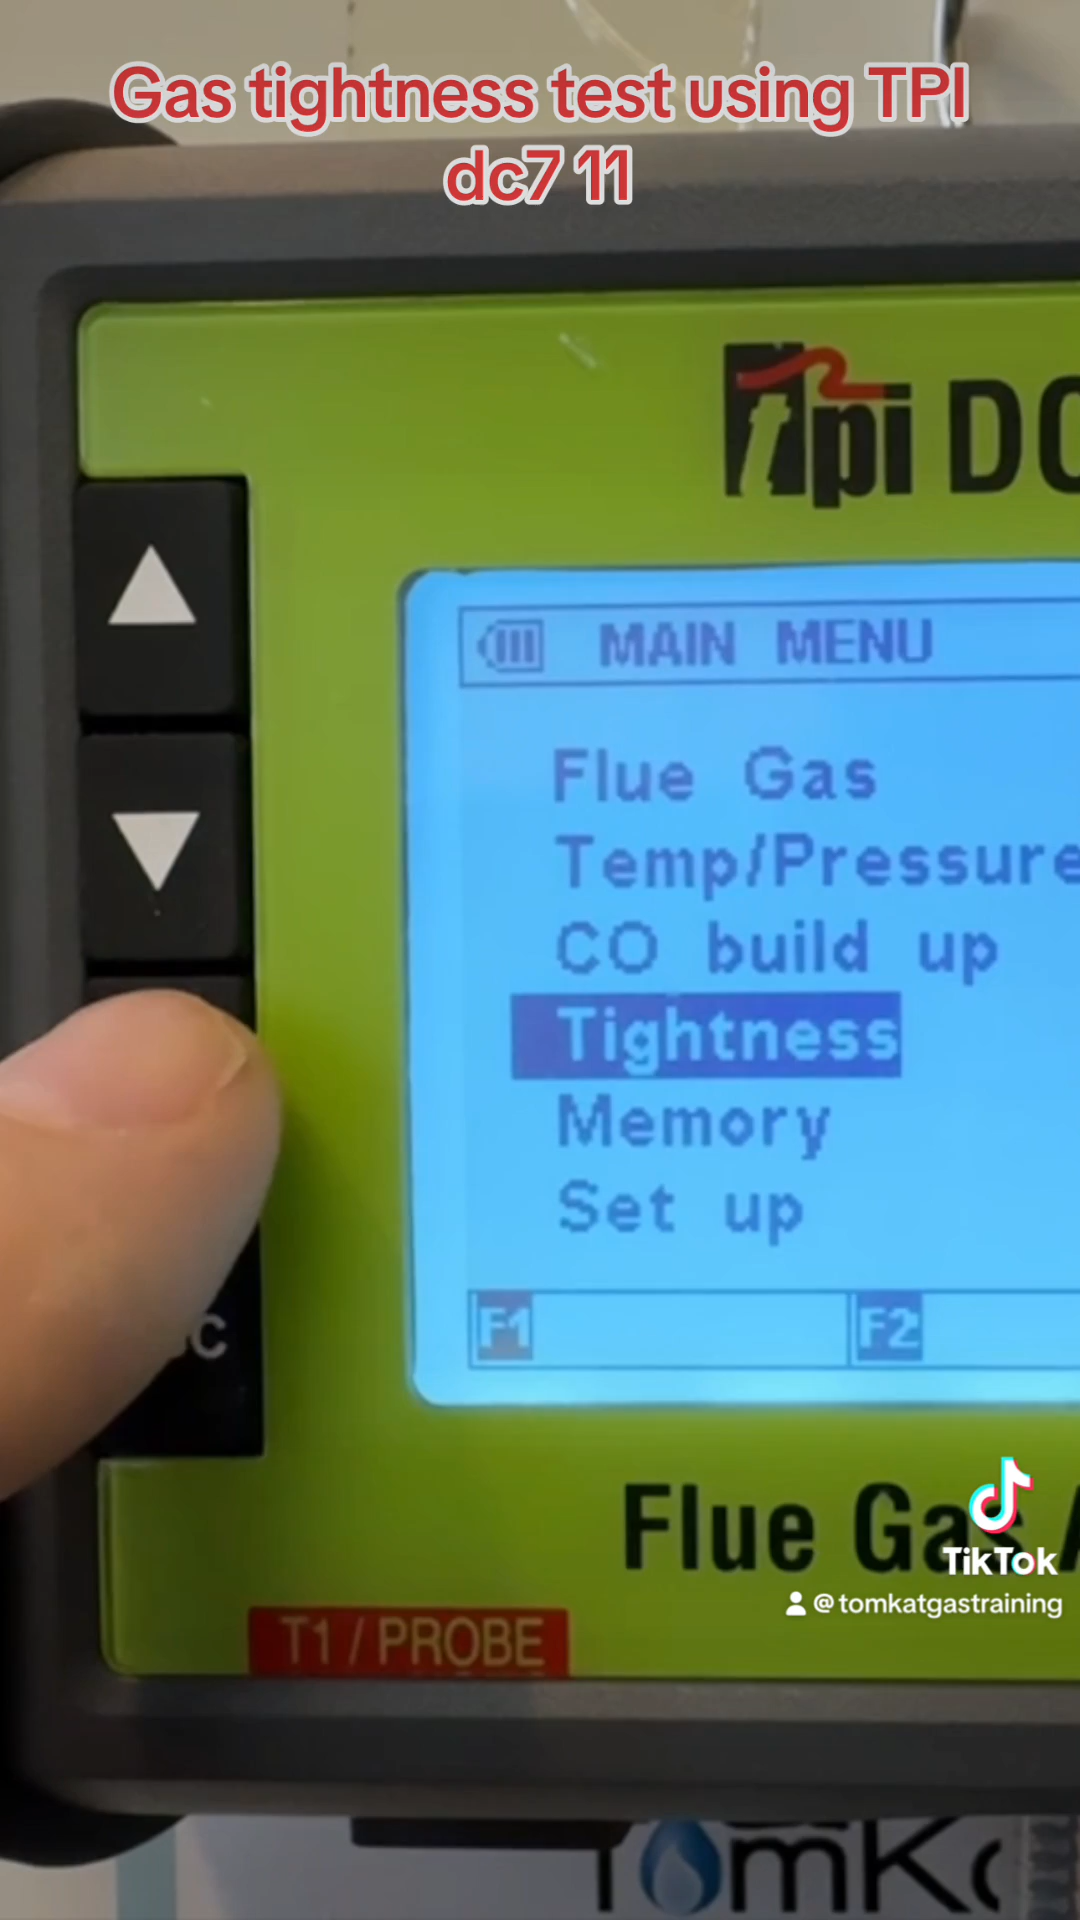 Gas tightness test using TPI
dc7 11
tpi DC
MAIN MENU
Flue Gas
Temp/Pressure
CO build up
Tightness
Memory
Set up
F1 F2
C
Flue Gas A
TikTok
@tomkatgastraining
T1 / PROBE
TomK